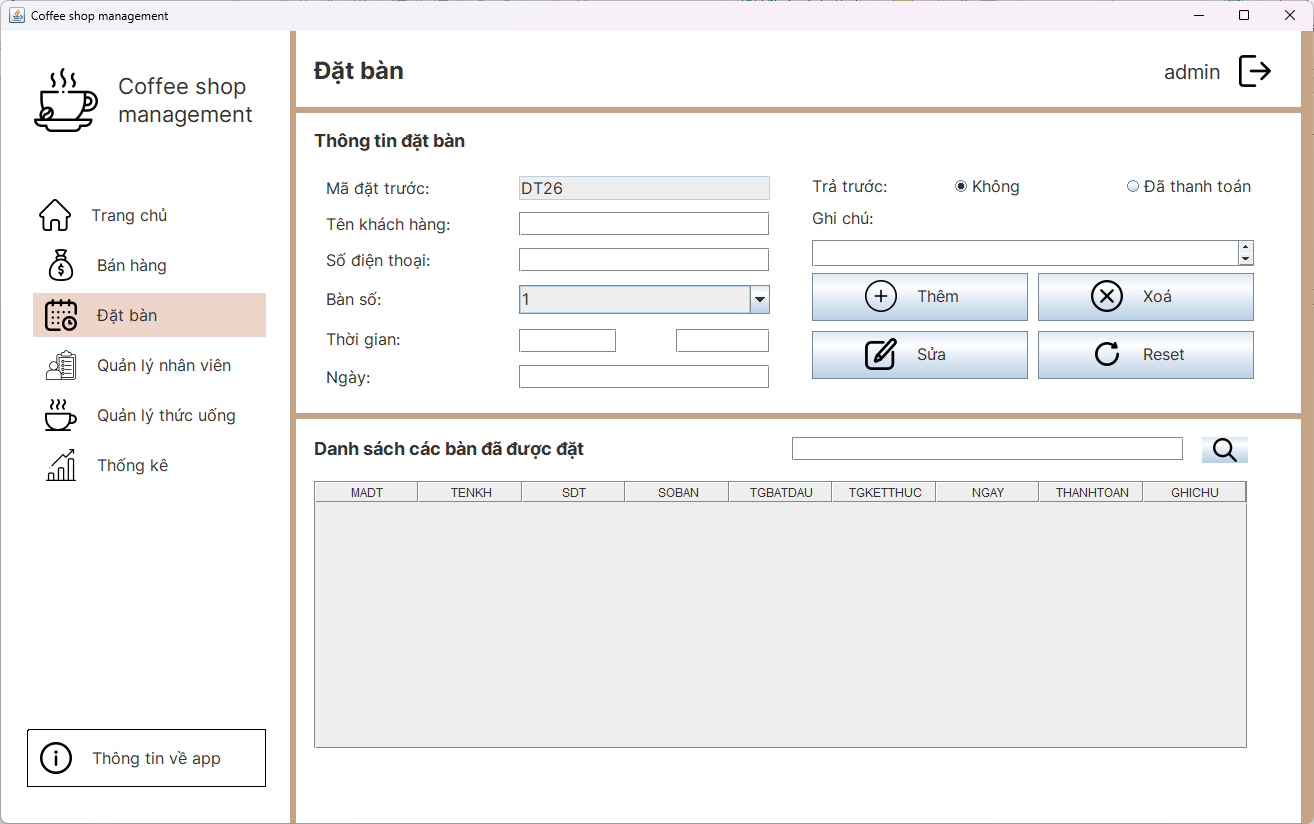 Coffee shop management
Coffee shop
management
Trang chủ
Bán hàng
Đặt bàn
Quản lý nhân viên
Quản lý thức uống
Thống kê
Thông tin về app
Đặt bàn
admin
Thông tin đặt bàn
Mã đặt trước: DT26
Tên khách hàng:
Số điện thoại:
Bàn số: 1
Thời gian:
Ngày:
Trả trước: Không Đã thanh toán
Ghi chú:
Thêm Xoá
Sửa Reset
Danh sách các bàn đã được đặt
MADT TENKH SDT SOBAN TGBATDAU TGKETTHUC NGAY THANHTOAN GHICHU